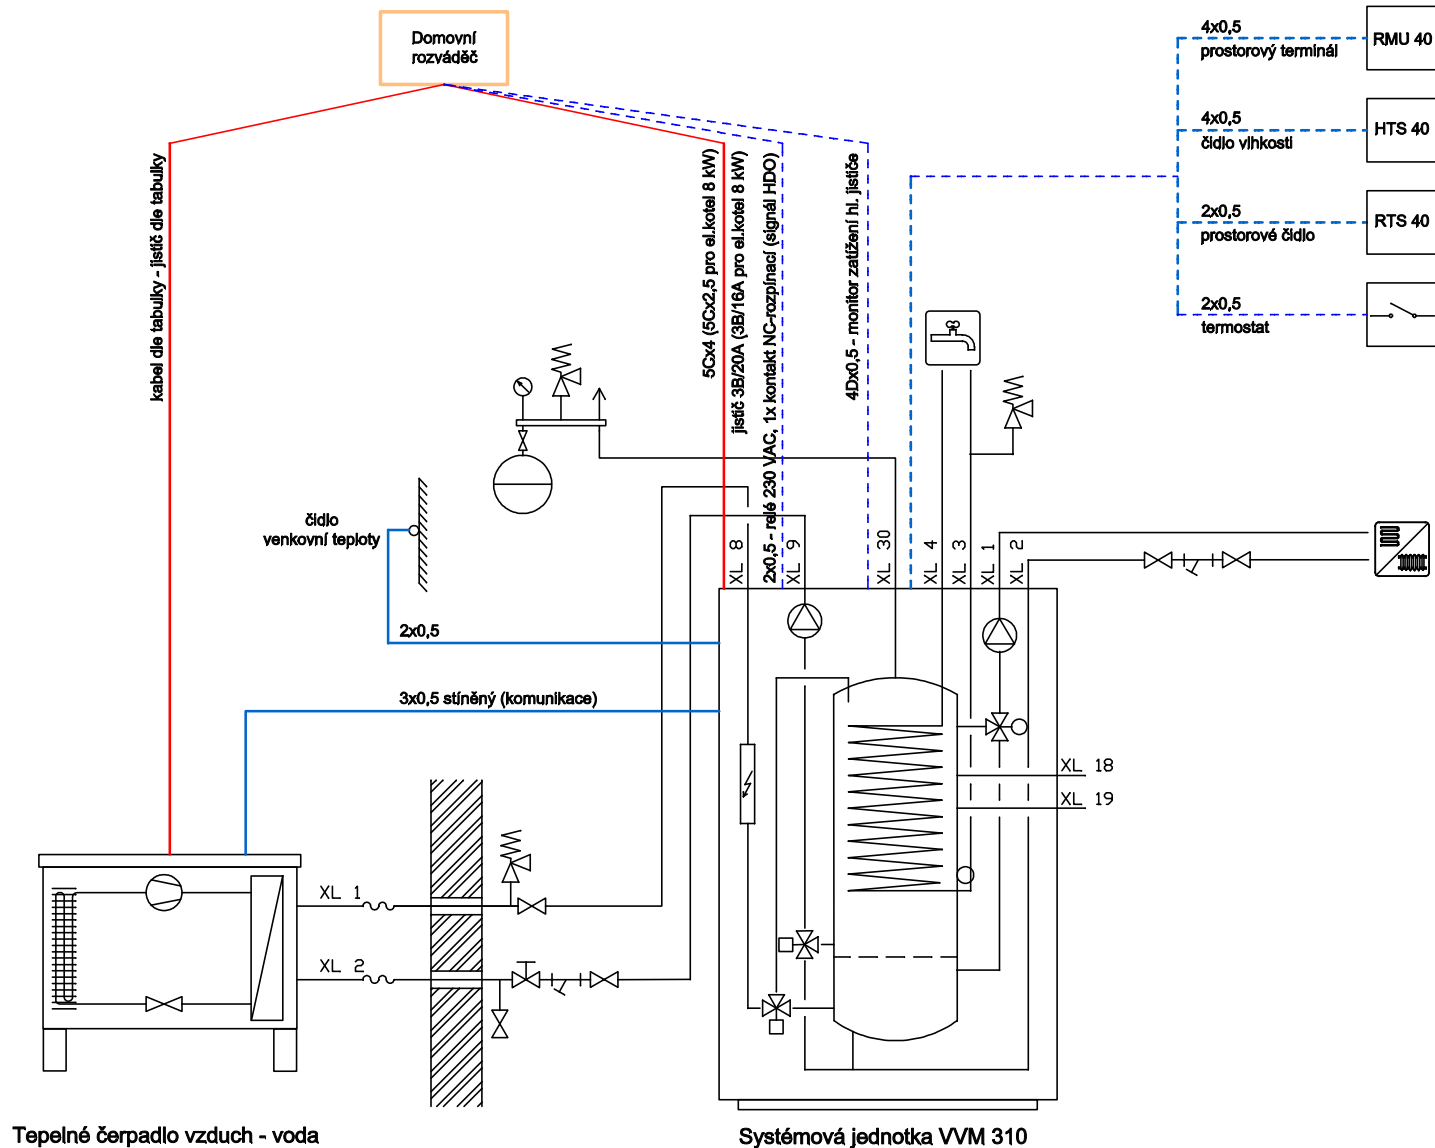 Domovní
rozváděč
4x0,5
prostorový terminál
RMU 40
4x0,5
čidlo vlhkosti
HTS 40
2x0,5
prostorové čidlo
RTS 40
2x0,5
termostat
kabel dle tabulky - jistič dle tabulky
5Cx4 (5Cx2,5 pro el.kotel 8 kW)
jistič 3B/20A (3B/16A pro el.kotel 8 kW)
2x0,5 - relé 230 VAC, 1x kontakt NC-rozpínací (signál HDO)
4Dx0,5 - monitor zatížení hl. jističe
čidlo
venkovní teploty
2x0,5
3x0,5 stíněný (komunikace)
XL 8
XL 9
XL 30
XL 4
XL 3
XL 1
XL 2
XL 18
XL 19
XL 1
XL 2
Tepelné čerpadlo vzduch - voda
Systémová jednotka VVM 310